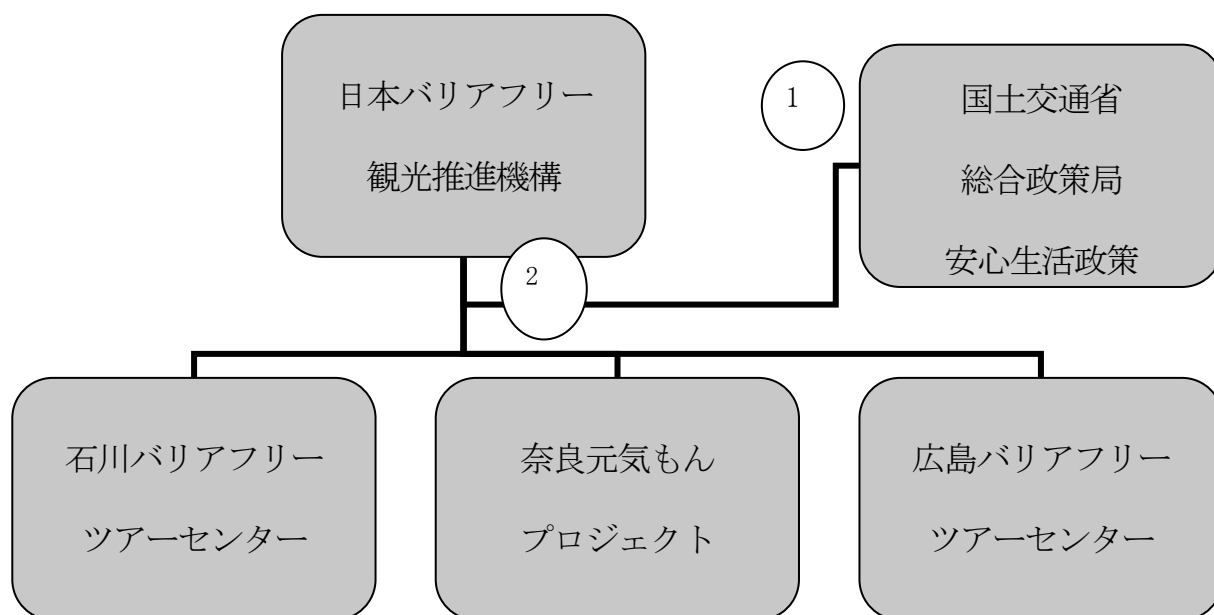 日本バリアフリー
観光推進機構
1
国土交通省
総合政策局
安心生活政策
2
石川バリアフリー
ツアーセンター
奈良元気もん
プロジェクト
広島バリアフリー
ツアーセンター